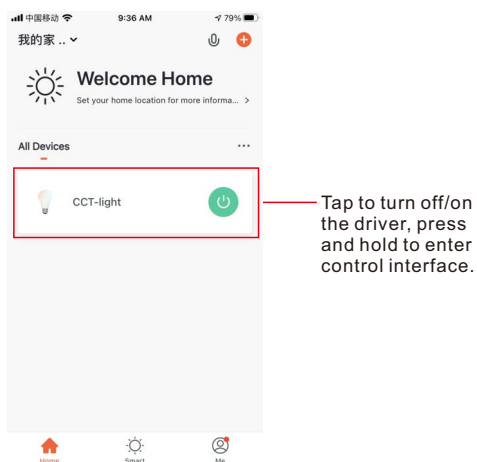 中国移动 9:36 AM 79%
我的家 ..
Welcome Home
Set your home location for more informa... >
All Devices ...
CCT-light
Tap to turn off/on
the driver, press
and hold to enter
control interface.
Home Smart Me